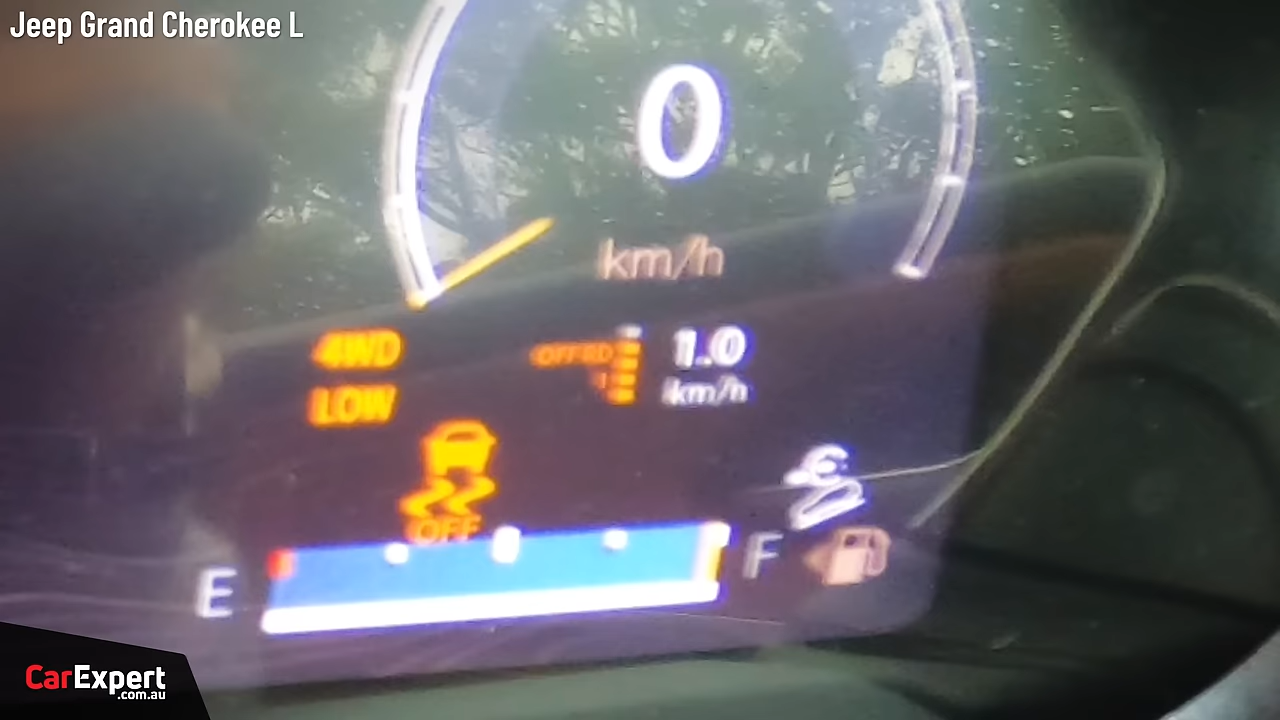 Jeep Grand Cherokee L
0
km/h
4WD
LOW
OFFRD
1.0
km/h
OFF
E
F
CarExpert
.com.au